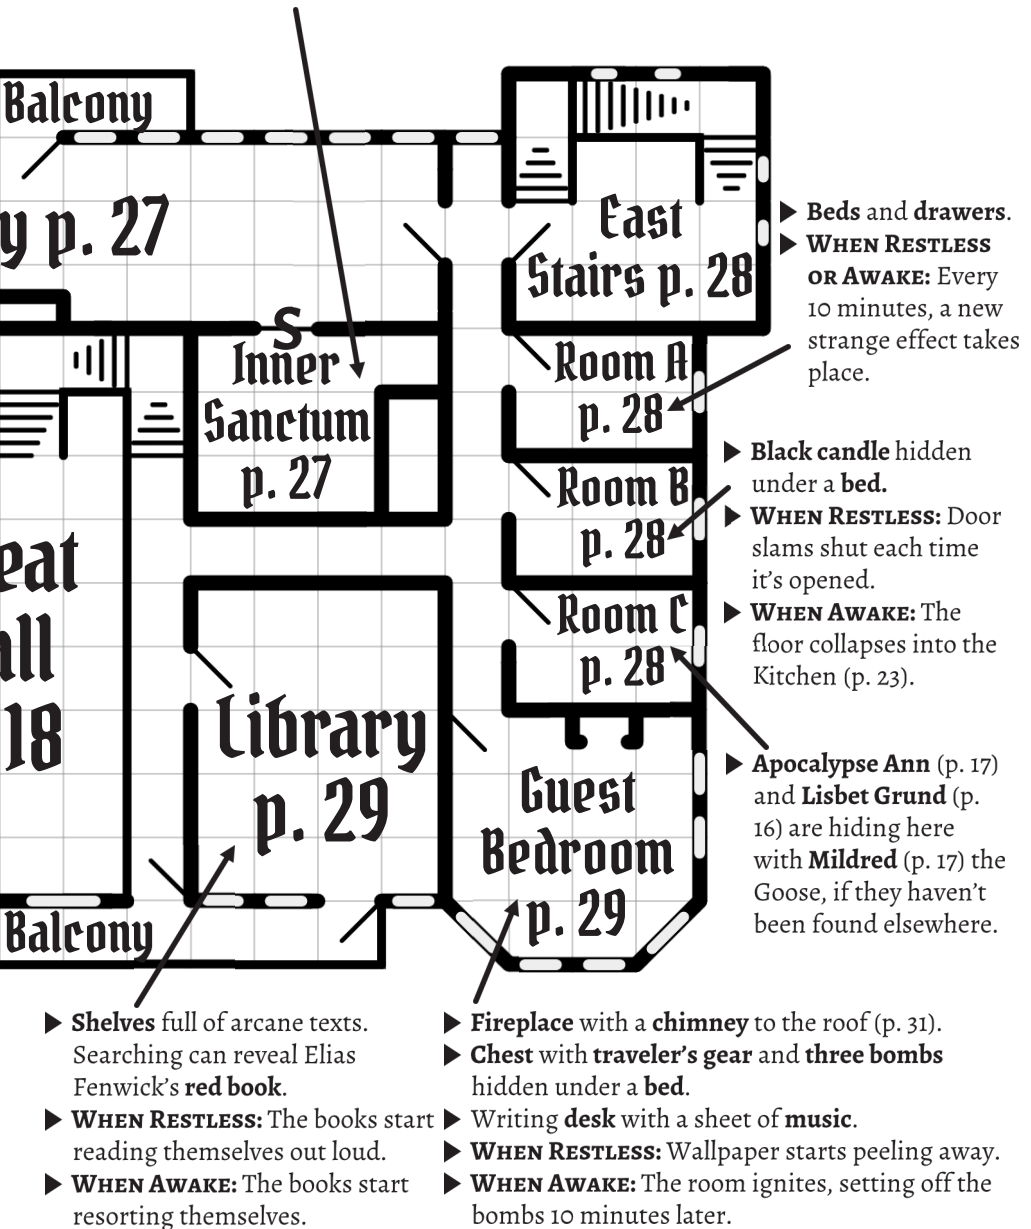 Balcony
y p. 27
East
Stairs p. 28
S
Inner
Sanctum
p. 27
Room A
p. 28
Room B
p. 28
Room C
p. 28
eat
all
18
Library
p. 29
Guest
Bedroom
p. 29
Balcony
▶ Beds and drawers.
▶ WHEN RESTLESS
OR AWAKE: Every
10 minutes, a new
strange effect takes
place.
▶ Black candle hidden
under a bed.
▶ WHEN RESTLESS: Door
slams shut each time
it’s opened.
▶ WHEN AWAKE: The
floor collapses into the
Kitchen (p. 23).
▶ Apocalypse Ann (p. 17)
and Lisbet Grund (p.
16) are hiding here
with Mildred (p. 17) the
Goose, if they haven’t
been found elsewhere.
▶ Shelves full of arcane texts.
Searching can reveal Elias
Fenwick’s red book.
▶ WHEN RESTLESS: The books start
reading themselves out loud.
▶ WHEN AWAKE: The books start
resorting themselves.
▶ Fireplace with a chimney to the roof (p. 31).
▶ Chest with traveler’s gear and three bombs
hidden under a bed.
▶ Writing desk with a sheet of music.
▶ WHEN RESTLESS: Wallpaper starts peeling away.
▶ WHEN AWAKE: The room ignites, setting off the
bombs 10 minutes later.